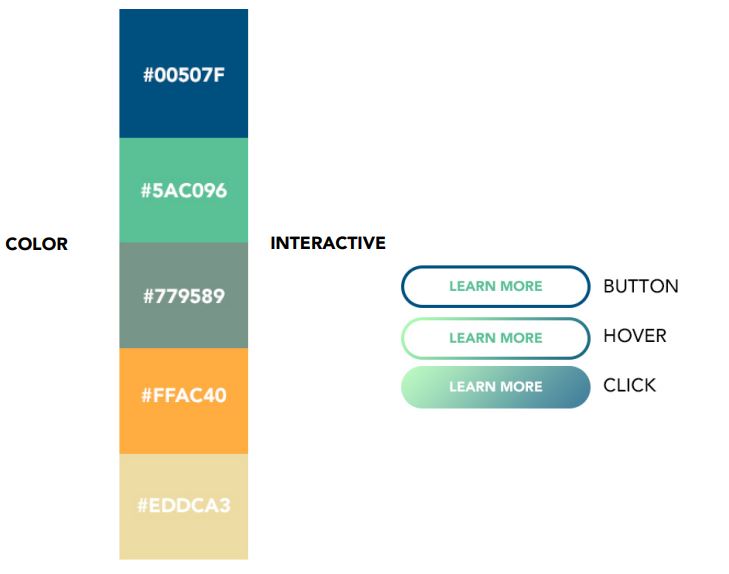 COLOR
#00507F
#5AC096
#779589
#FFAC40
#EDDCA3
INTERACTIVE
LEARN MORE BUTTON
LEARN MORE HOVER
LEARN MORE CLICK